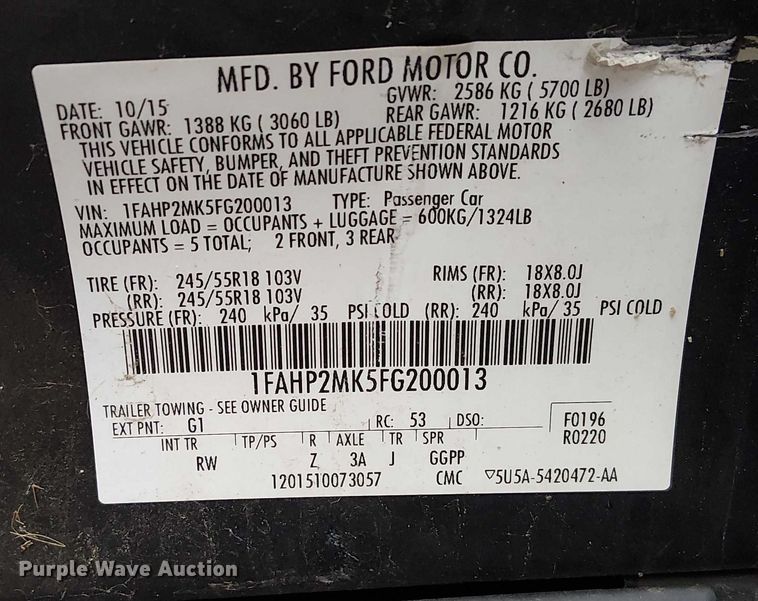 MFD. BY FORD MOTOR CO.
DATE: 10/15 GVWR: 2586 KG ( 5700 LB)
FRONT GAWR: 1388 KG ( 3060 LB) REAR GAWR: 1216 KG ( 2680 LB)
THIS VEHICLE CONFORMS TO ALL APPLICABLE FEDERAL MOTOR
VEHICLE SAFETY, BUMPER, AND THEFT PREVENTION STANDARDS
IN EFFECT ON THE DATE OF MANUFACTURE SHOWN ABOVE.
VIN: 1FAHP2MK5FG200013 TYPE: Passenger Car
MAXIMUM LOAD = OCCUPANTS + LUGGAGE = 600KG/1324LB
OCCUPANTS = 5 TOTAL; 2 FRONT, 3 REAR
TIRE (FR): 245/55R18 103V RIMS (FR): 18X8.0J
(RR): 245/55R18 103V (RR): 18X8.0J
PRESSURE (FR): 240 kPa/ 35 PSI COLD (RR): 240 kPa/ 35 PSI COLD
1FAHP2MK5FG200013
TRAILER TOWING - SEE OWNER GUIDE
EXT PNT: G1 RC: 53 DSO: F0196
INT TR TP/PS R AXLE TR SPR R0220
RW Z 3A J GGPP
1201510073057 CMC ▽5U5A-5420472-AA
Purple Wave Auction